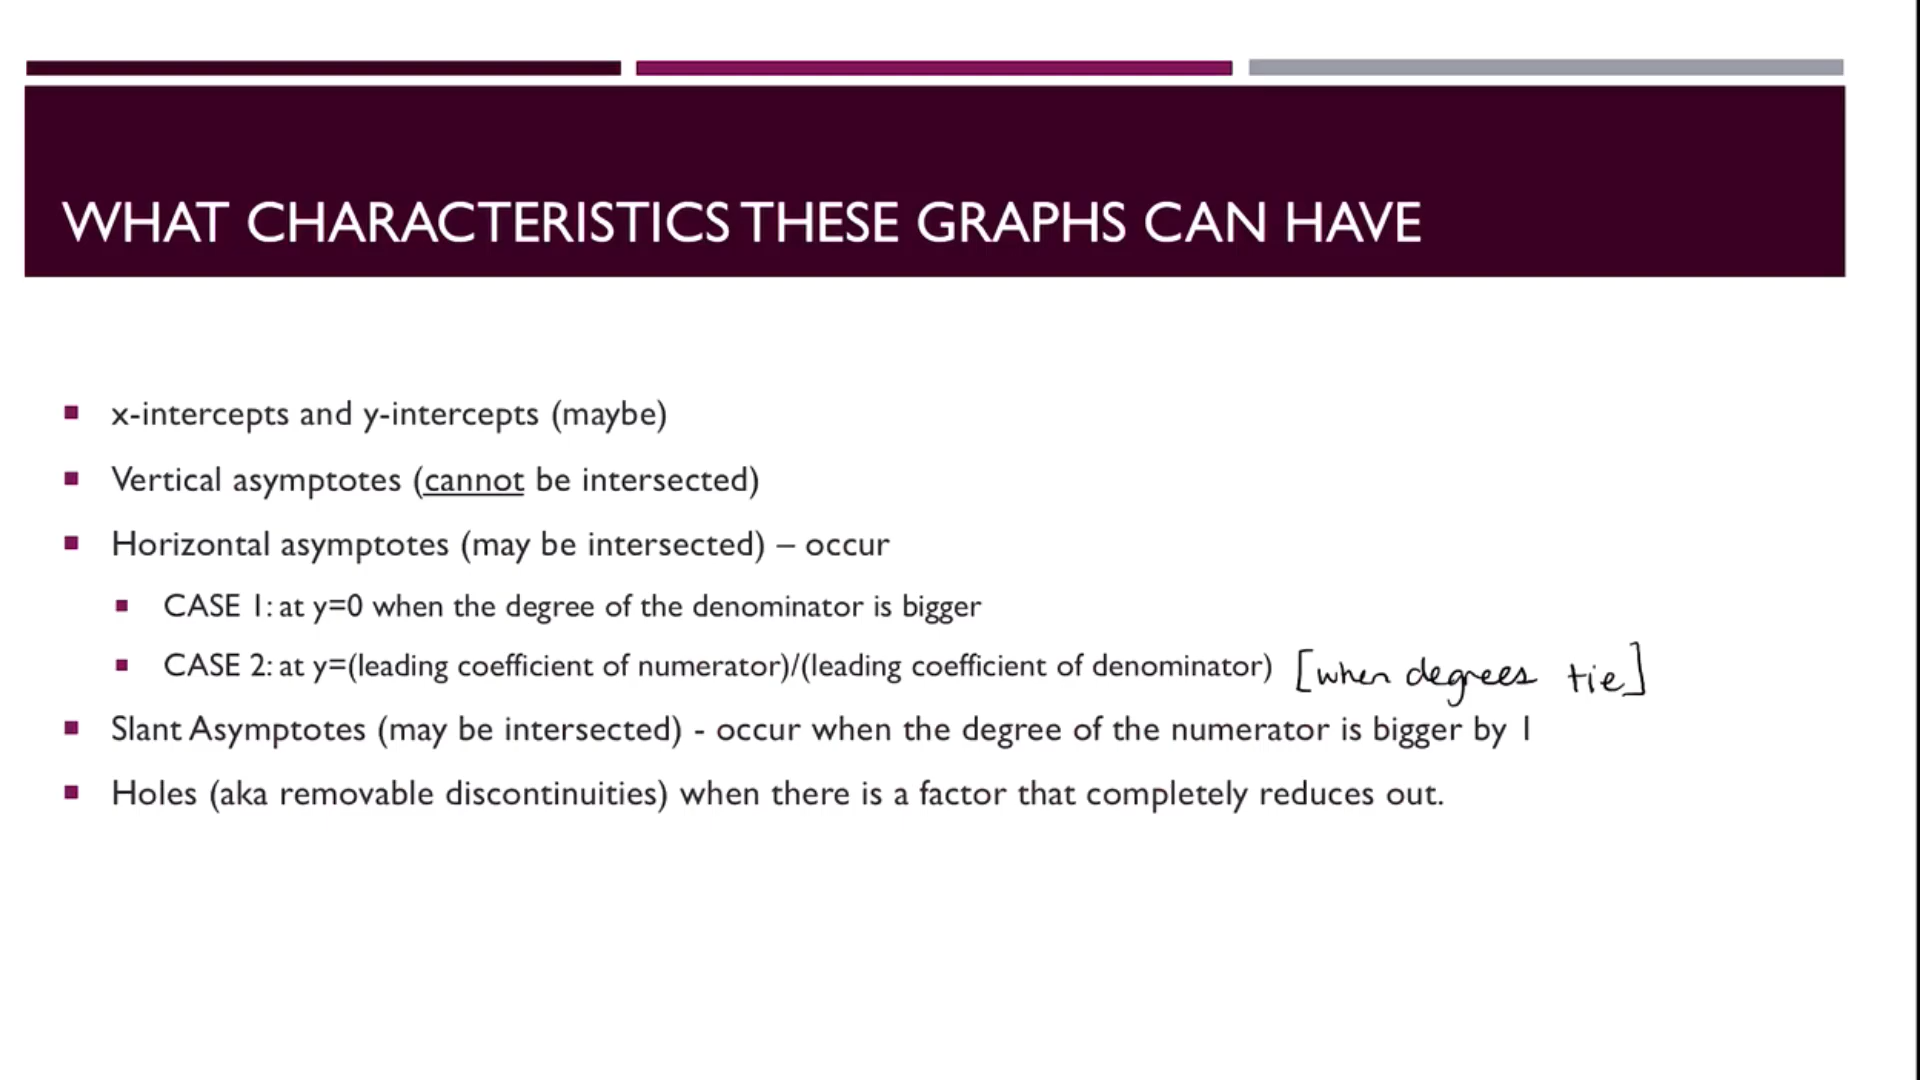 WHAT CHARACTERISTICS THESE GRAPHS CAN HAVE
x-intercepts and y-intercepts (maybe)
Vertical asymptotes (cannot be intersected)
Horizontal asymptotes (may be intersected) – occur
CASE 1: at y=0 when the degree of the denominator is bigger
CASE 2: at y=(leading coefficient of numerator)/(leading coefficient of denominator) [when degrees tie]
Slant Asymptotes (may be intersected) - occur when the degree of the numerator is bigger by 1
Holes (aka removable discontinuities) when there is a factor that completely reduces out.